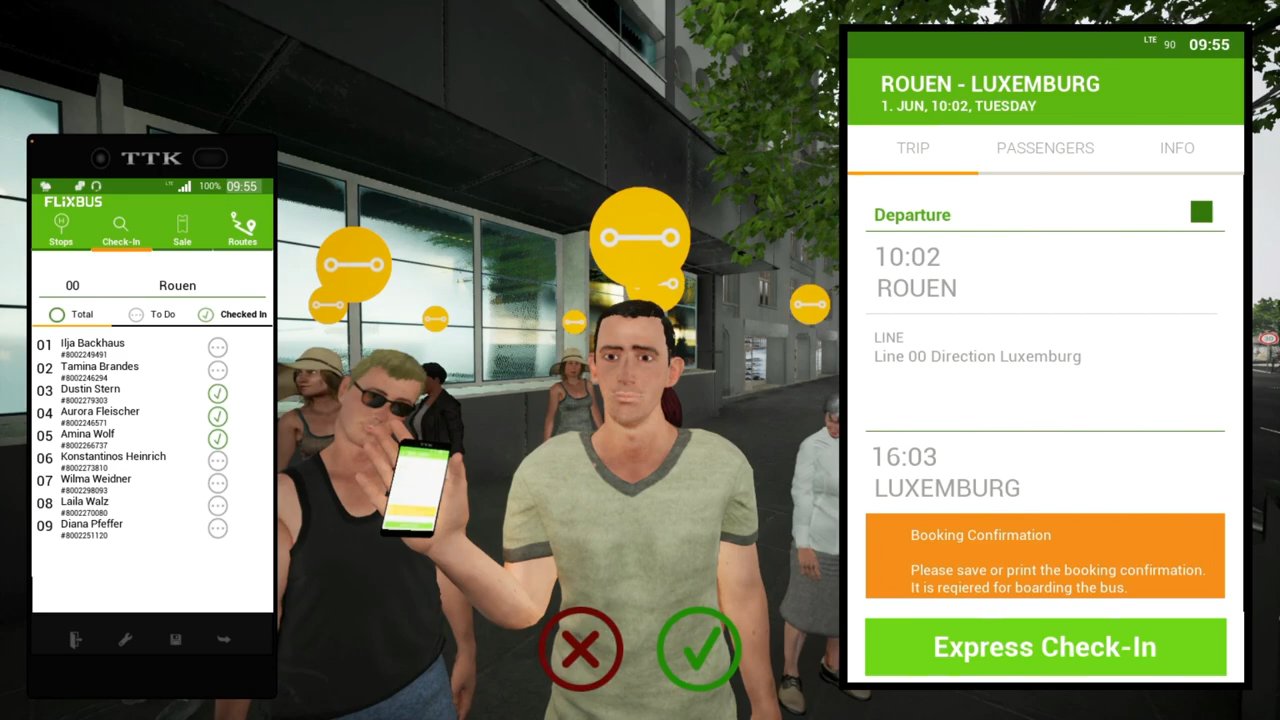 TTK
LTE
100%
09:55
FLiXBUS
H
Stops
Check-In
Sale
Routes
00
Rouen
Total
To Do
Checked In
01 Ilja Backhaus
#8002249491
02 Tamina Brandes
#8002246294
03 Dustin Stern
#8002279303
04 Aurora Fleischer
#8002246571
05 Amina Wolf
#8002266737
06 Konstantinos Heinrich
#8002273810
07 Wilma Weidner
#8002298093
08 Laila Walz
#8002270080
09 Diana Pfeffer
#8002251120
TTK
LTE 90 09:55
ROUEN - LUXEMBURG
1. JUN, 10:02, TUESDAY
TRIP PASSENGERS INFO
Departure
10:02
ROUEN
LINE
Line 00 Direction Luxemburg
16:03
LUXEMBURG
Booking Confirmation
Please save or print the booking confirmation.
It is reqiered for boarding the bus.
Express Check-In